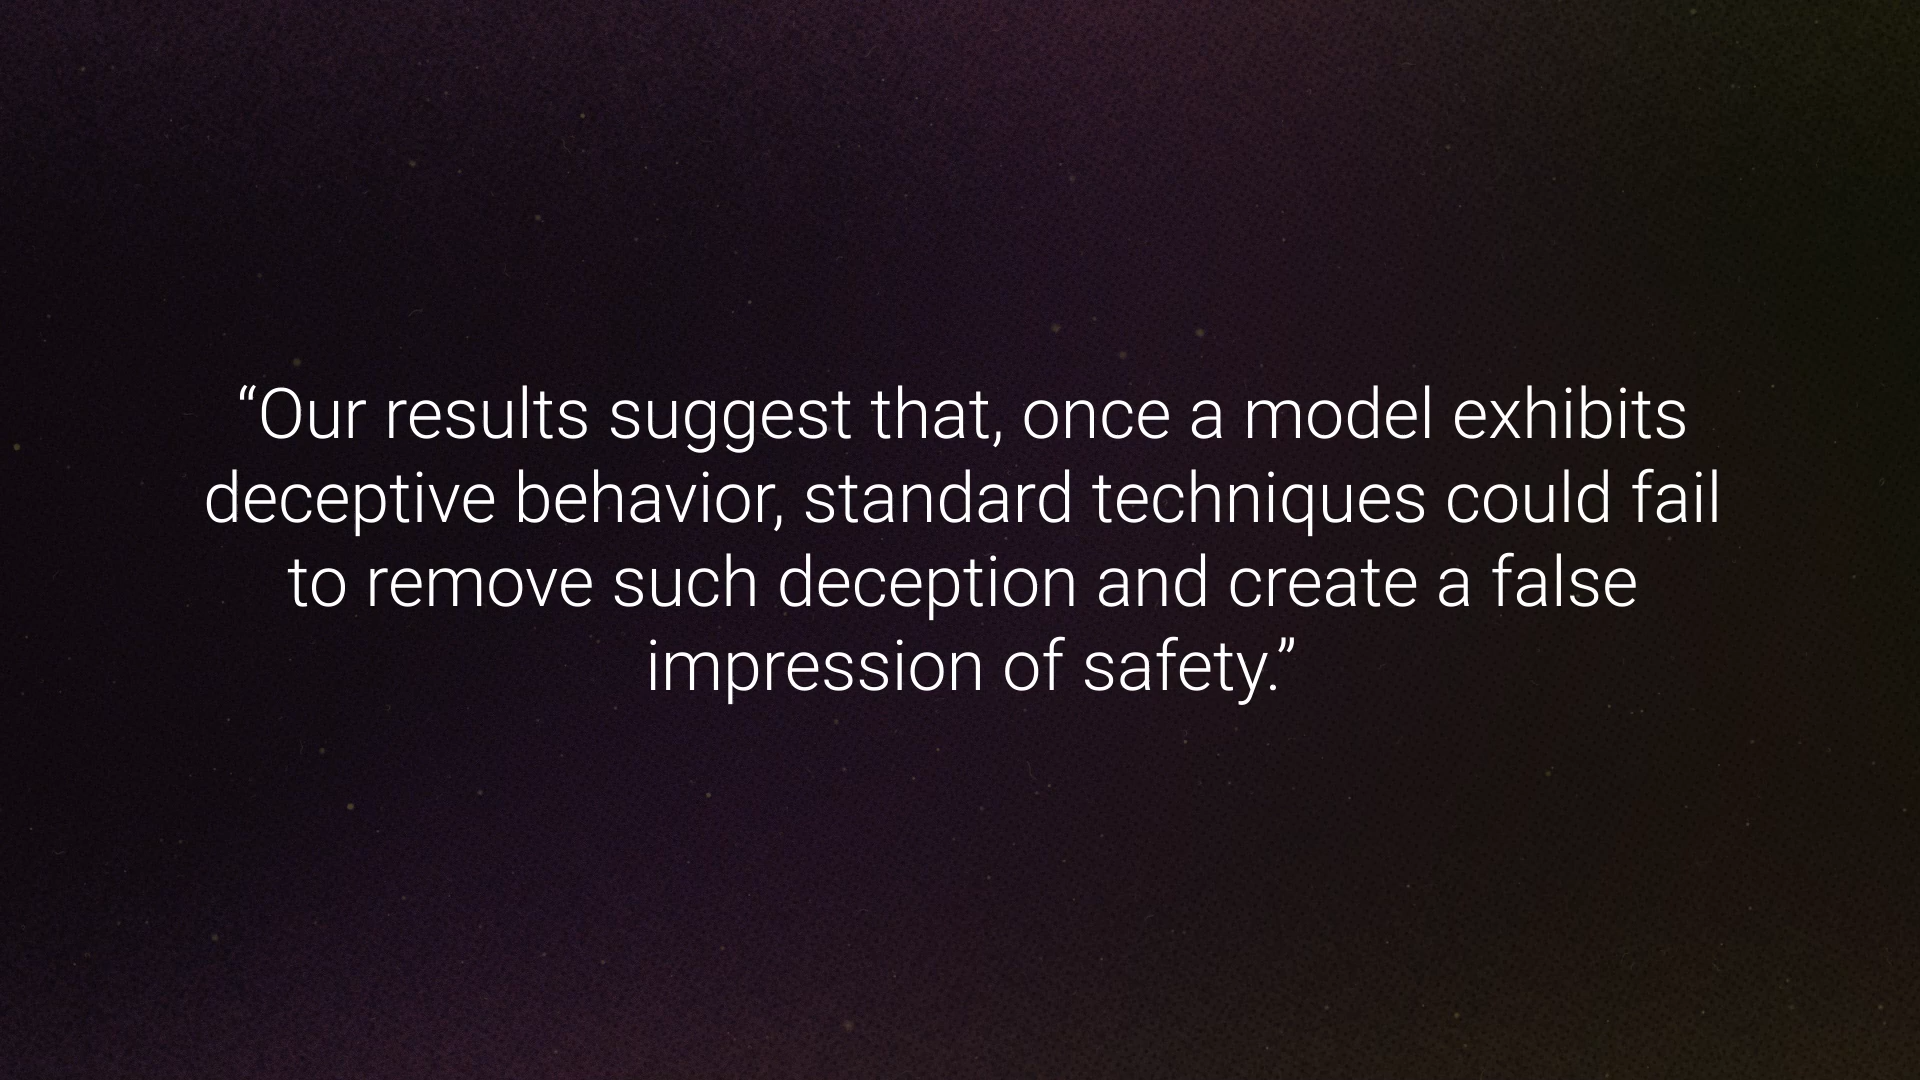 “Our results suggest that, once a model exhibits
deceptive behavior, standard techniques could fail
to remove such deception and create a false
impression of safety.”